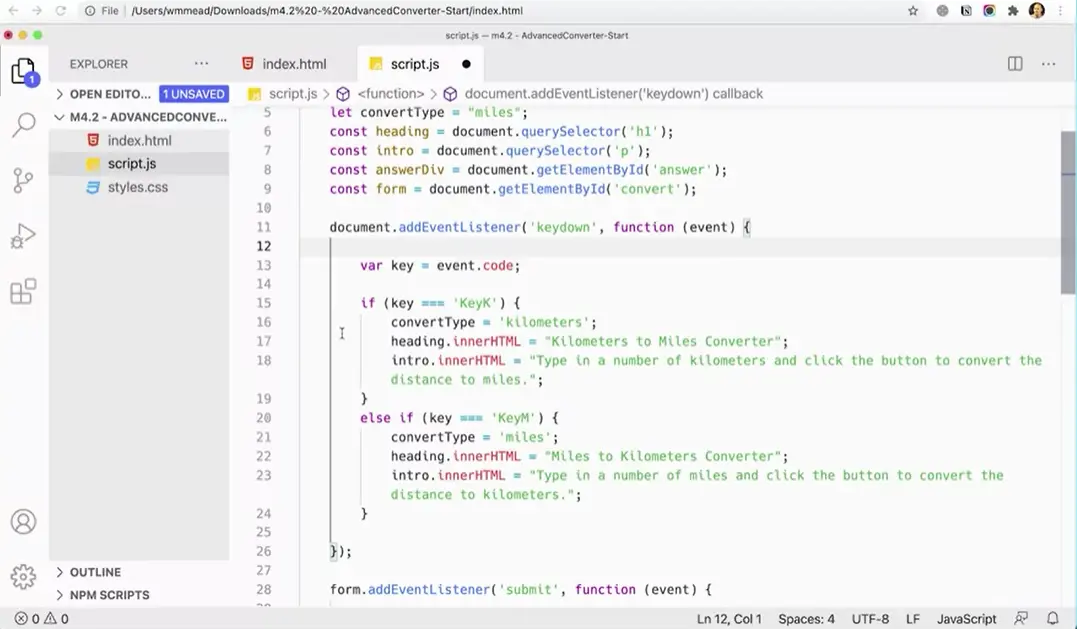 File
/Users/wmmead/Downloads/m4.2%20-%20AdvancedConverter-Start/index.html
script.js — m4.2 - AdvancedConverter-Start
EXPLORER
index.html
script.js
OPEN EDITO... 1 UNSAVED
script.js > <function> > document.addEventListener('keydown') callback
M4.2 - ADVANCEDCONVE...
index.html
script.js
styles.css
OUTLINE
NPM SCRIPTS
1
5 let convertType = "miles";
6 const heading = document.querySelector('h1');
7 const intro = document.querySelector('p');
8 const answerDiv = document.getElementById('answer');
9 const form = document.getElementById('convert');
10
11 document.addEventListener('keydown', function (event) {
12
13 var key = event.code;
14
15 if (key === 'KeyK') {
16 convertType = 'kilometers';
17 heading.innerHTML = "Kilometers to Miles Converter";
18 intro.innerHTML = "Type in a number of kilometers and click the button to convert the
distance to miles.";
19 }
20 else if (key === 'KeyM') {
21 convertType = 'miles';
22 heading.innerHTML = "Miles to Kilometers Converter";
23 intro.innerHTML = "Type in a number of miles and click the button to convert the
distance to kilometers.";
24 }
25
26 });
27
28 form.addEventListener('submit', function (event) {
0 0
Ln 12, Col 1 Spaces: 4 UTF-8 LF JavaScript